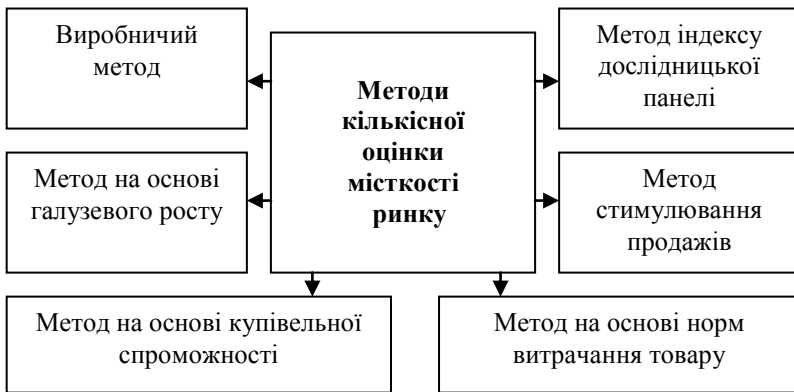 Виробничий
метод
Методи
кількісної
оцінки
місткості
ринку
Метод індексу
дослідницької
панелі
Метод на основі
галузевого росту
Метод
стимулювання
продажів
Метод на основі купівельної
спроможності
Метод на основі норм
витрачання товару